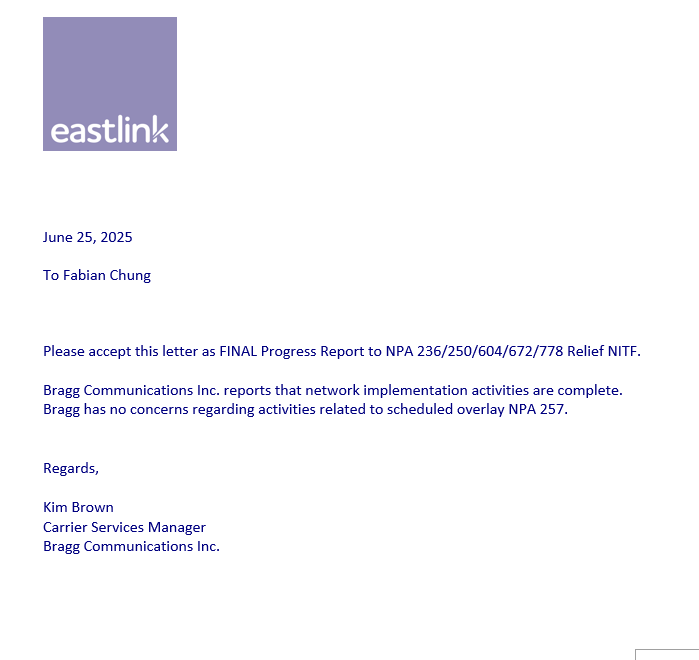 eastlink
June 25, 2025
To Fabian Chung
Please accept this letter as FINAL Progress Report to NPA 236/250/604/672/778 Relief NITF.
Bragg Communications Inc. reports that network implementation activities are complete.
Bragg has no concerns regarding activities related to scheduled overlay NPA 257.
Regards,
Kim Brown
Carrier Services Manager
Bragg Communications Inc.